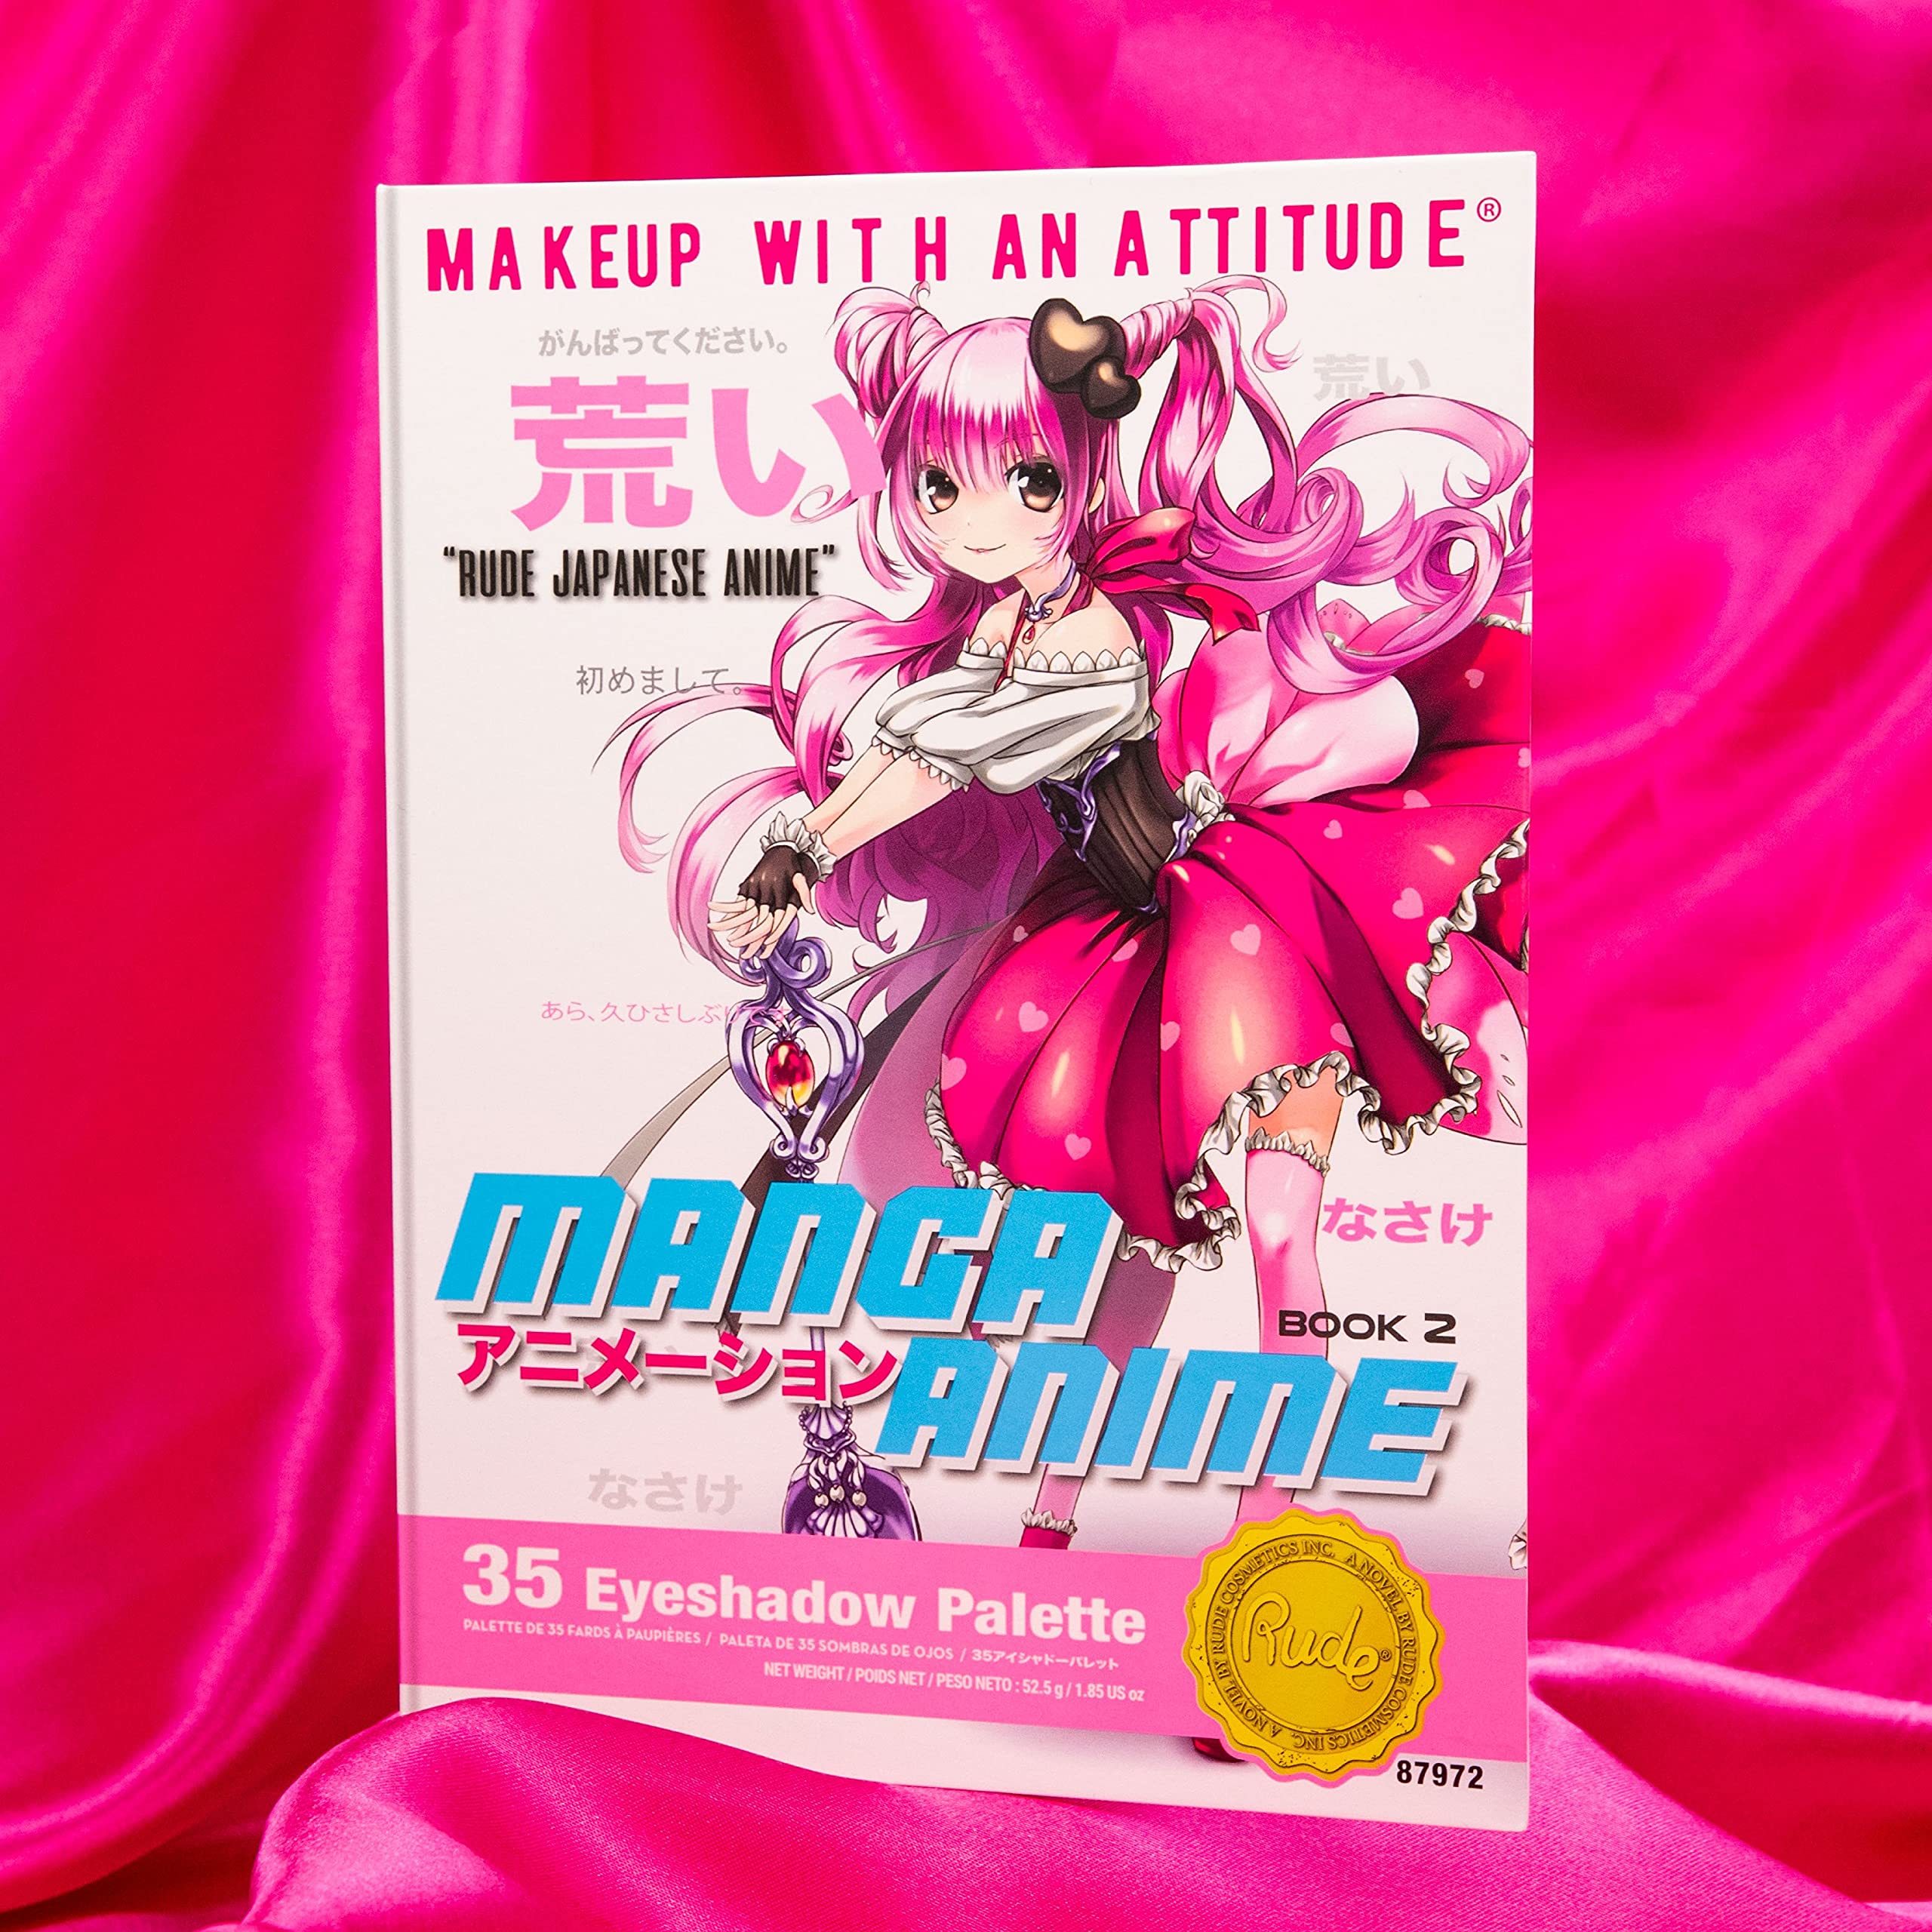 MAKEUP WITH AN ATTITUDE®
がんばってください。
荒い
荒い
"RUDE JAPANESE ANIME"
初めまして。
あら、久ひさしぶり
なさけ
MANGA
BOOK 2
アニメーション
ANIME
なさけ
35 Eyeshadow Palette
PALETTE DE 35 FARDS À PAUPIÈRES / PALETA DE 35 SOMBRAS DE OJOS / 35アイシャドーパレット
NET WEIGHT / POIDS NET / PESO NETO : 52.5 g / 1.85 US oz
A NOVEL BY RUDE COSMETICS INC. A NOVEL BY RUDE COSMETICS INC.
Rude®
87972